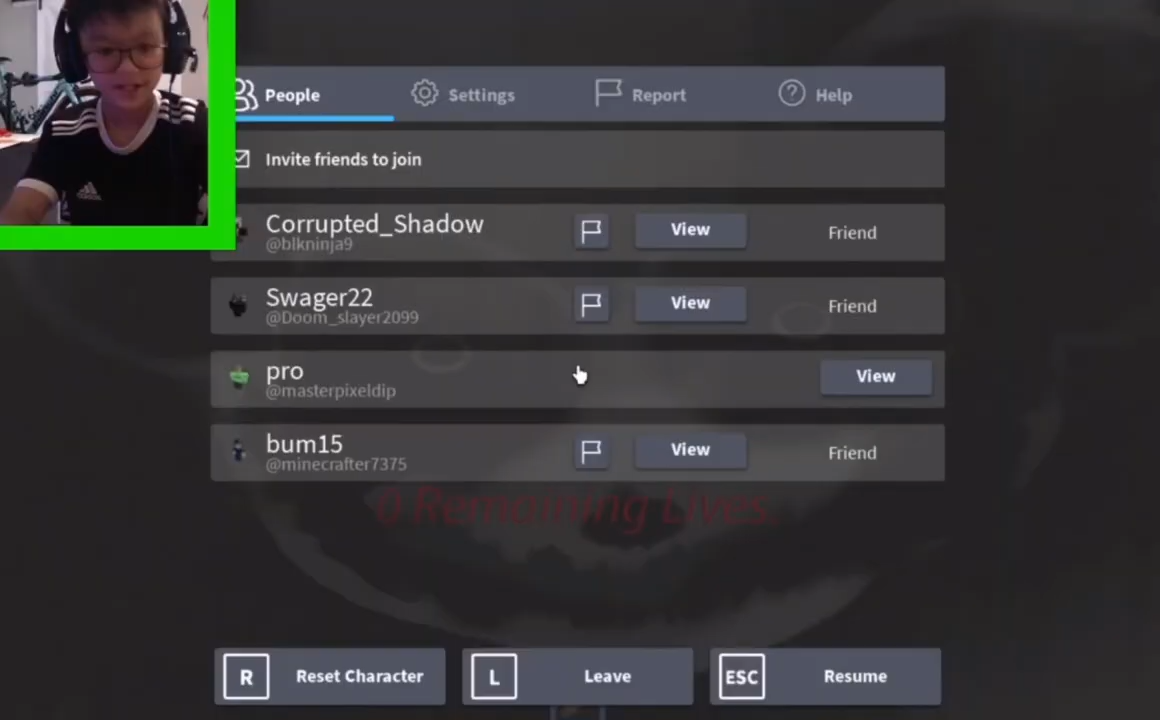 People
Settings
Report
Help
Invite friends to join
Corrupted_Shadow
@blkninja9
View
Friend
Swager22
@Doom_slayer2099
View
Friend
pro
@masterpixeldip
View
bum15
@minecrafter7375
View
Friend
0 Remaining Lives.
R Reset Character
L Leave
ESC Resume
adidas